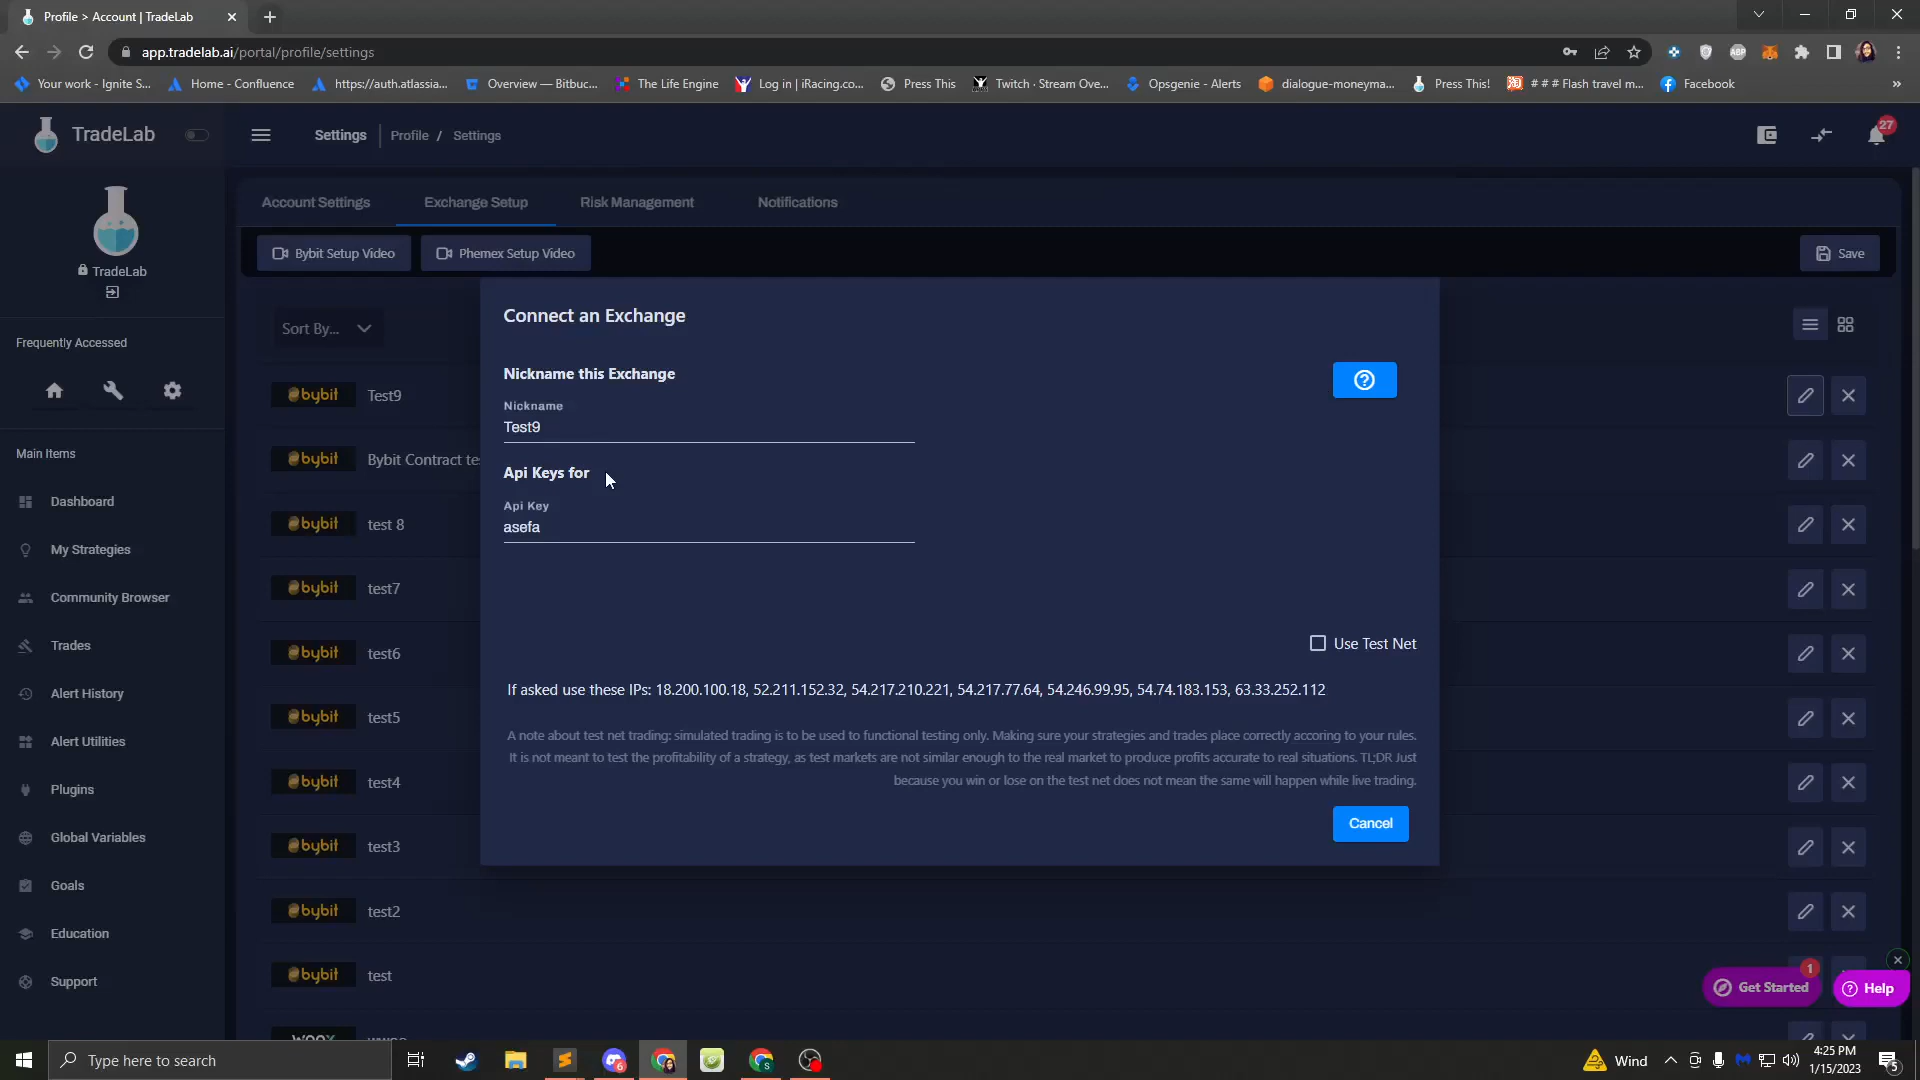 Profile > Account | TradeLab
app.tradelab.ai/portal/profile/settings
Your work - Ignite S...
Home - Confluence
https://auth.atlassia...
Overview — Bitbuc...
The Life Engine
Log in | iRacing.co...
Press This
Twitch · Stream Ove...
Opsgenie - Alerts
dialogue-moneyma...
Press This!
# # # Flash travel m...
Facebook
»
TradeLab
Settings
Profile / Settings
27
TradeLab
Frequently Accessed
Main Items
Dashboard
My Strategies
Community Browser
Trades
Alert History
Alert Utilities
Plugins
Global Variables
Goals
Education
Support
Account Settings
Exchange Setup
Risk Management
Notifications
Bybit Setup Video
Phemex Setup Video
Save
Sort By...
bybit Test9
bybit Bybit Contract te
bybit test 8
bybit test7
bybit test6
bybit test5
bybit test4
bybit test3
bybit test2
bybit test
Connect an Exchange
Nickname this Exchange
Nickname
Test9
Api Keys for
Api Key
asefa
Use Test Net
If asked use these IPs: 18.200.100.18, 52.211.152.32, 54.217.210.221, 54.217.77.64, 54.246.99.95, 54.74.183.153, 63.33.252.112
A note about test net trading: simulated trading is to be used to functional testing only. Making sure your strategies and trades place correctly accoring to your rules.
It is not meant to test the profitability of a strategy, as test markets are not similar enough to the real market to produce profits accurate to real situations. TL;DR Just
because you win or lose on the test net does not mean the same will happen while live trading.
Cancel
Get Started
1
Help
Type here to search
6
Wind
4:25 PM
1/15/2023
5